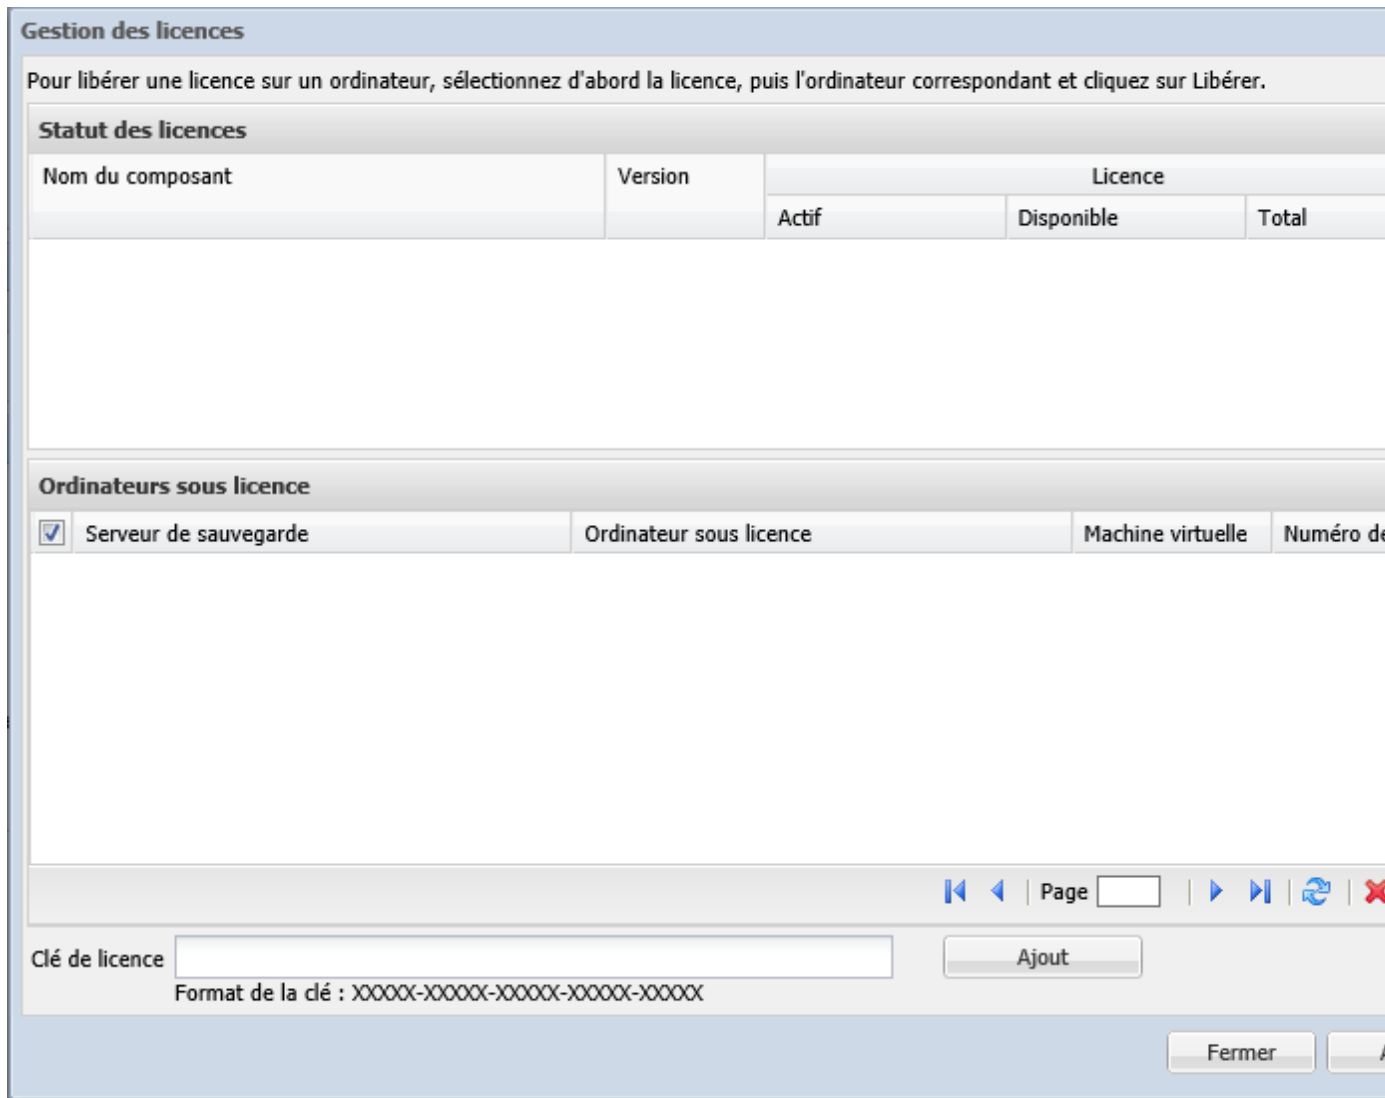 Gestion des licences
Pour libérer une licence sur un ordinateur, sélectionnez d'abord la licence, puis l'ordinateur correspondant et cliquez sur Libérer.
Statut des licences
Nom du composant Version Licence
Actif Disponible Total
Ordinateurs sous licence
Serveur de sauvegarde Ordinateur sous licence Machine virtuelle Numéro de
Page
Clé de licence Ajout
Format de la clé : XXXXX-XXXXX-XXXXX-XXXXX-XXXXX
Fermer